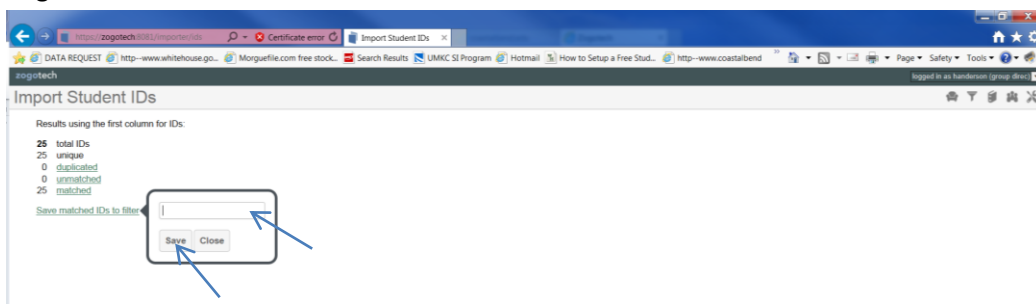 https://zogotech:8081/importer/ids Certificate error Import Student IDs
DATA REQUEST http--www.whitehouse.go... Morguefile.com free stock... Search Results UMKC SI Program Hotmail How to Setup a Free Stud... http--www.coastalbend Page Safety Tools
zogotech logged in as handerson (group direc)
Import Student IDs
Results using the first column for IDs:
25 total IDs
25 unique
0 duplicated
0 unmatched
25 matched
Save matched IDs to filter
Save Close